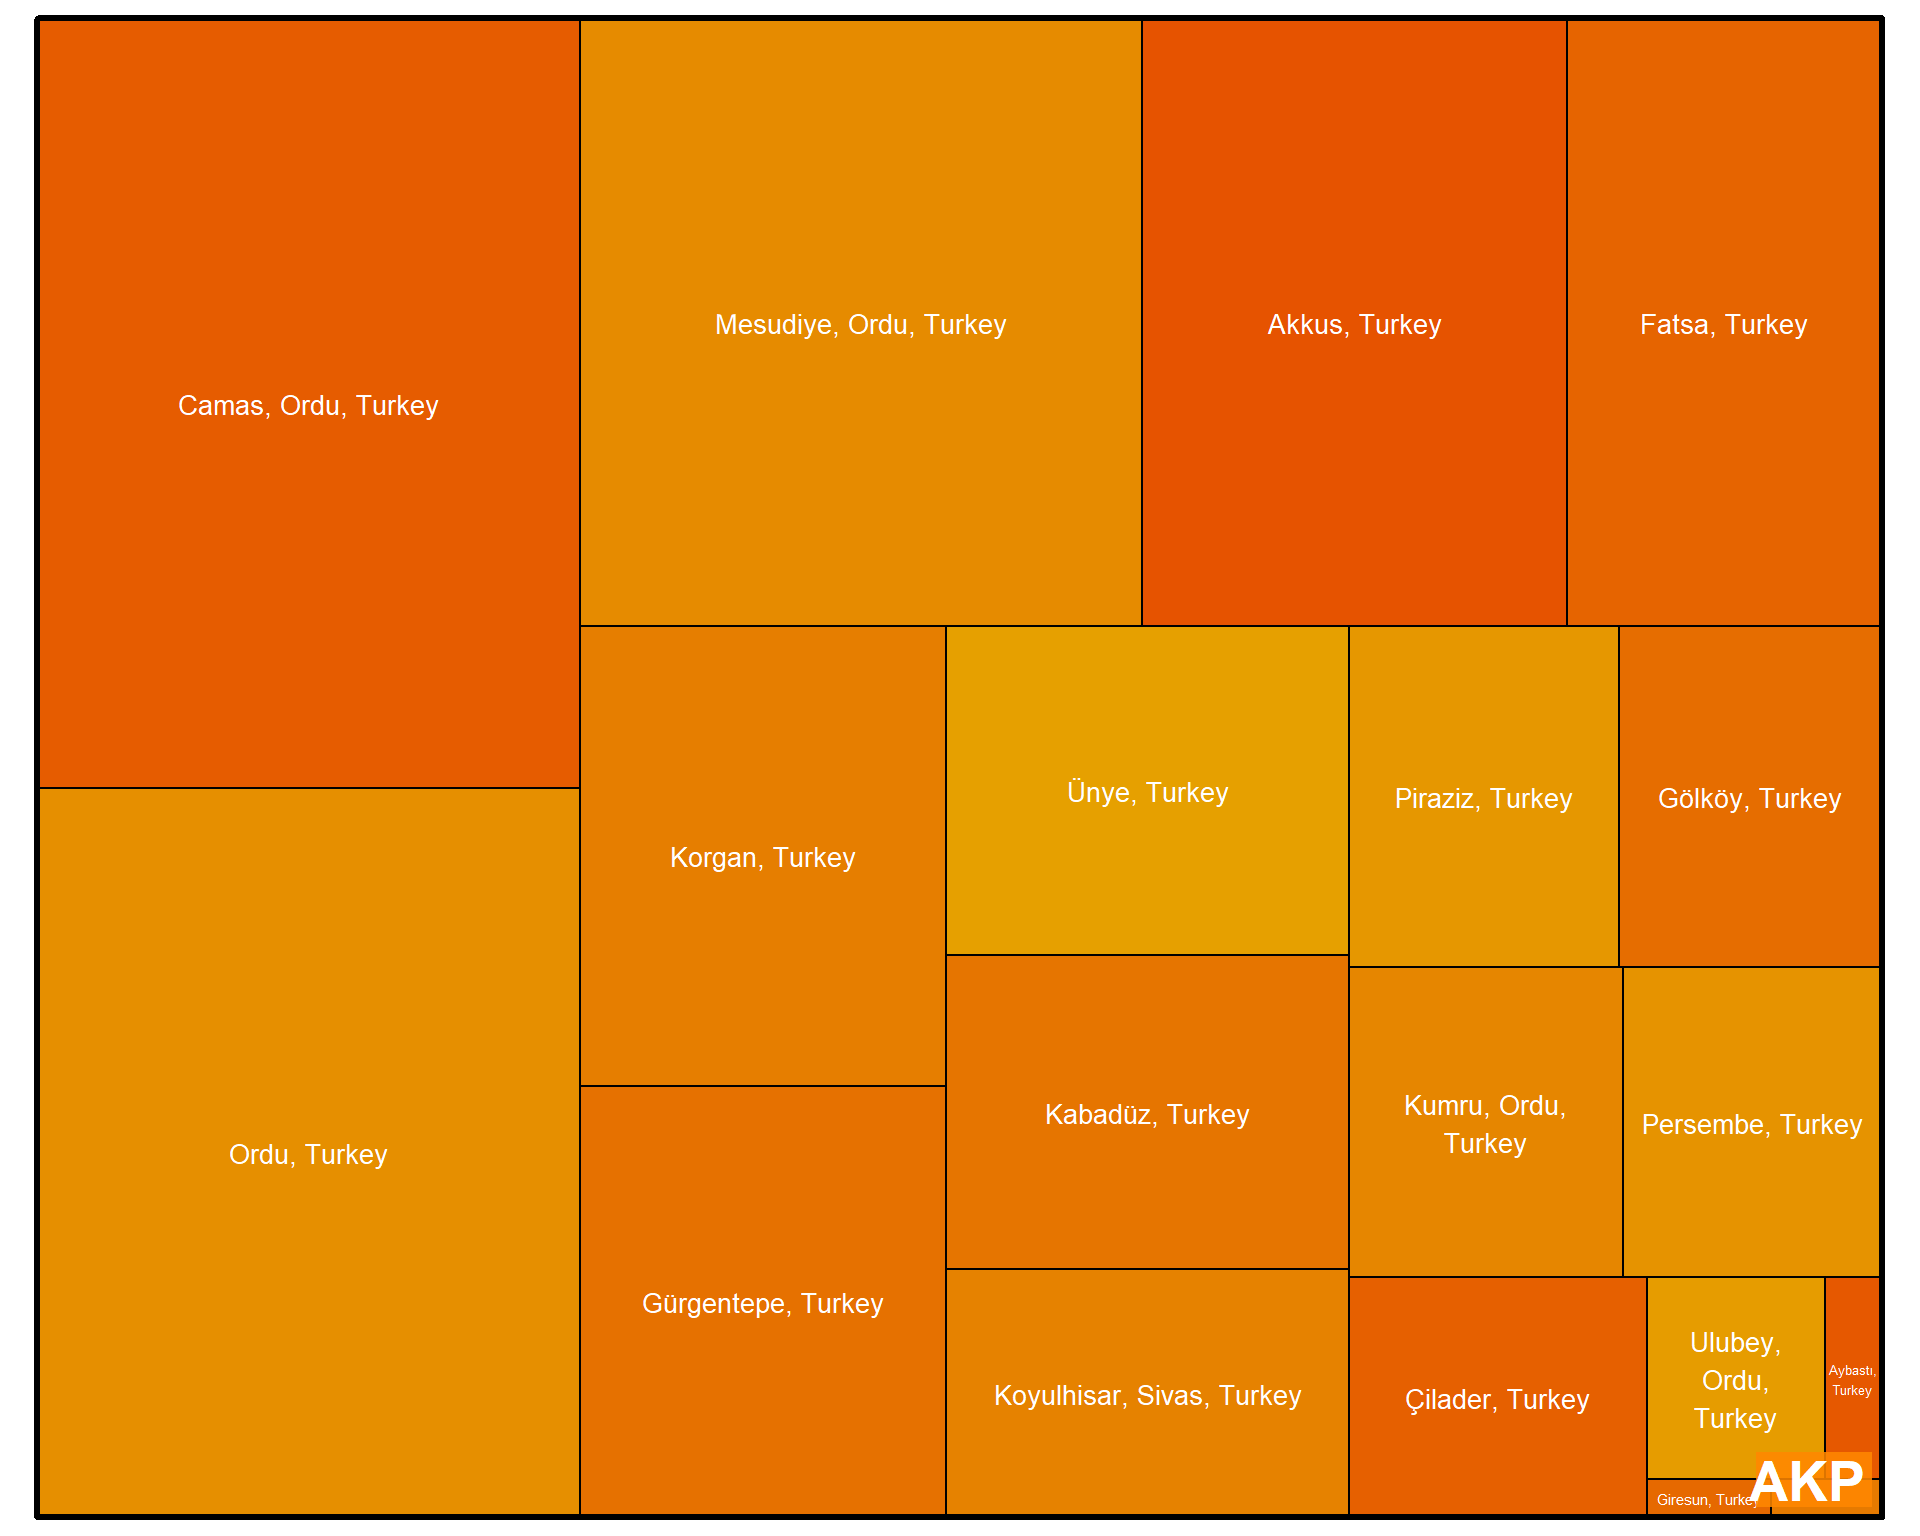 Camas, Ordu, Turkey
Mesudiye, Ordu, Turkey
Akkus, Turkey
Fatsa, Turkey
Ordu, Turkey
Korgan, Turkey
Gürgentepe, Turkey
Ünye, Turkey
Kabadüz, Turkey
Koyulhisar, Sivas, Turkey
Piraziz, Turkey
Gölköy, Turkey
Kumru, Ordu,
Turkey
Persembe, Turkey
Çilader, Turkey
Ulubey,
Ordu,
Turkey
Aybastı,
Turkey
Giresun, Turkey
AKP